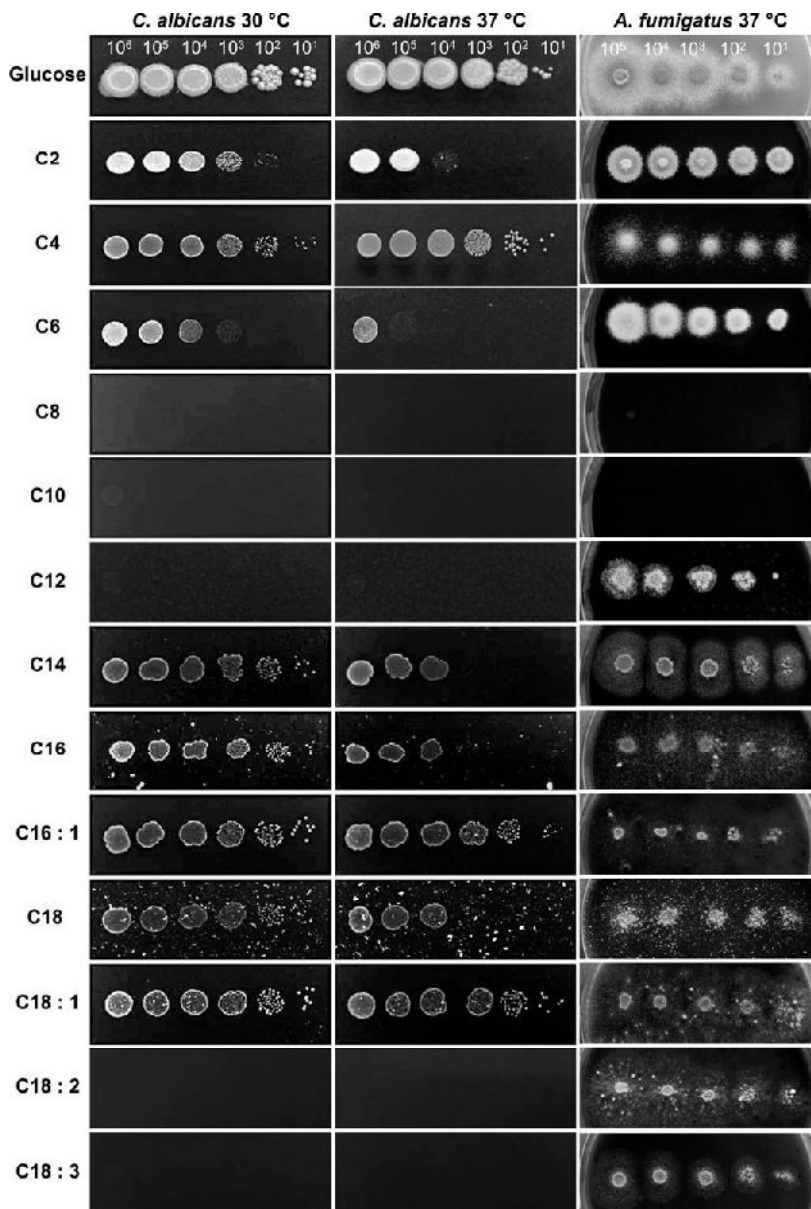 C. albicans 30 °C C. albicans 37 °C A. fumigatus 37 °C
Glucose 10⁶ 10⁵ 10⁴ 10³ 10² 10¹ 10⁶ 10⁵ 10⁴ 10³ 10² 10¹ 10⁵ 10⁴ 10³ 10² 10¹
C2
C4
C6
C8
C10
C12
C14
C16
C16 : 1
C18
C18 : 1
C18 : 2
C18 : 3